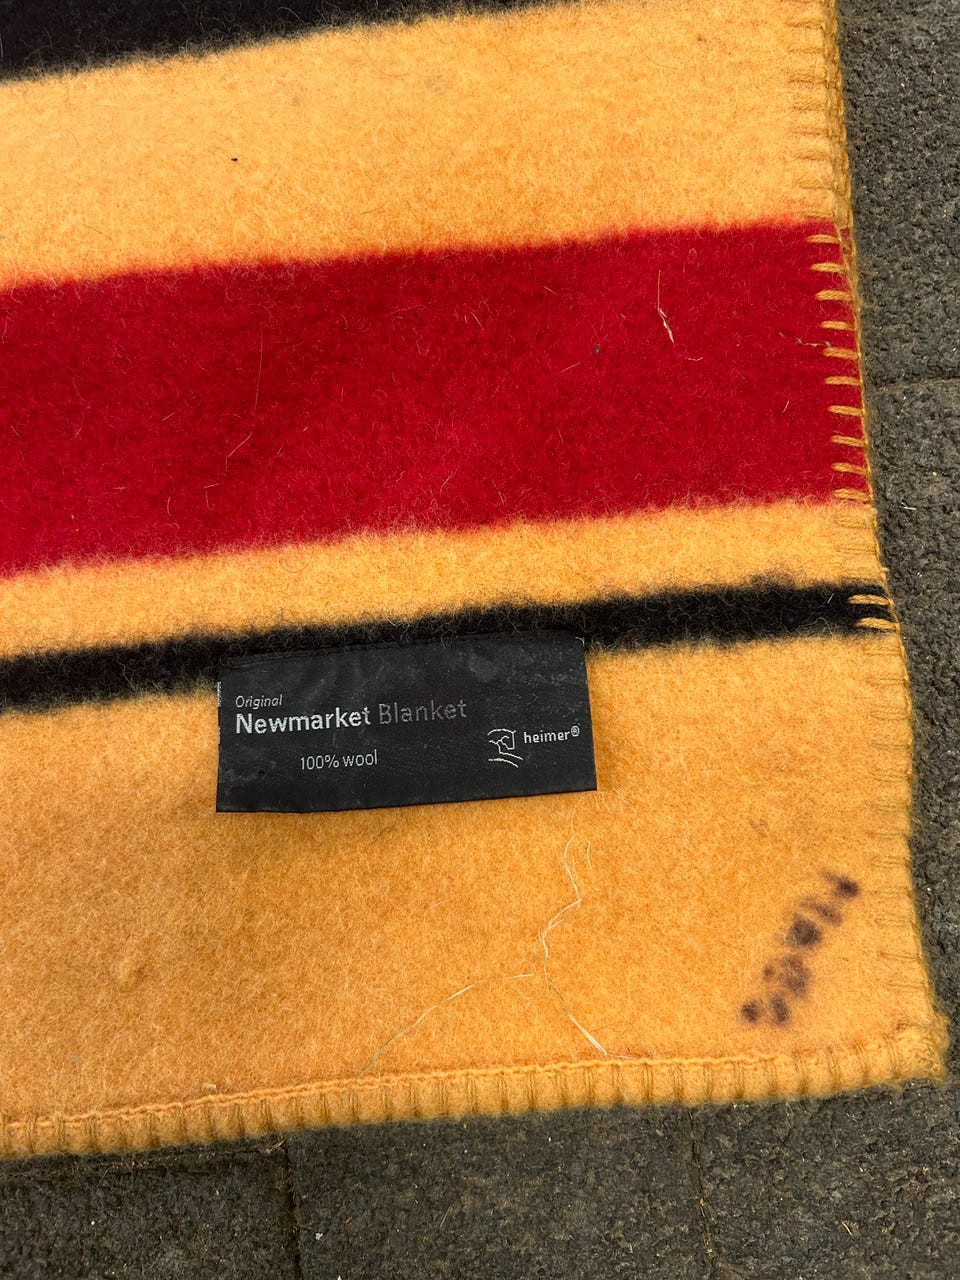 Original
Newmarket Blanket
100% wool
heimer®